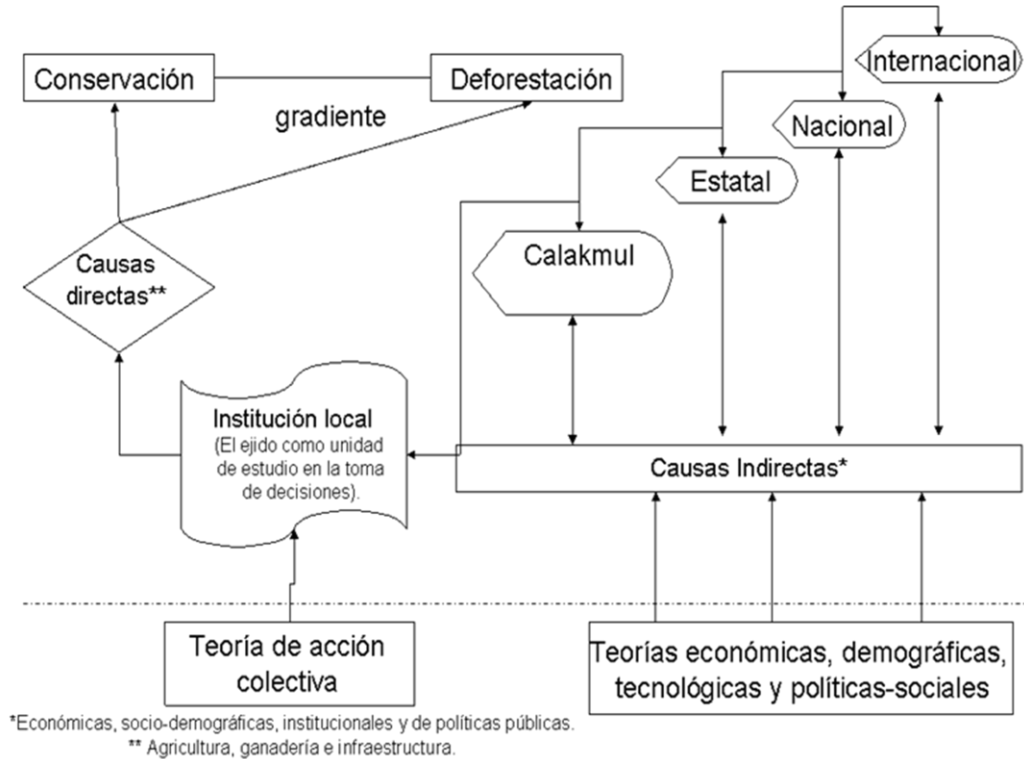 Conservación
Deforestación
gradiente
Internacional
Nacional
Estatal
Calakmul
Causas
directas**
Institución local
(El ejido como unidad
de estudio en la toma
de decisiones).
Causas Indirectas*
Teoría de acción
colectiva
Teorías económicas, demográficas,
tecnológicas y políticas-sociales
*Económicas, socio-demográficas, institucionales y de políticas públicas.
** Agricultura, ganadería e infraestructura.